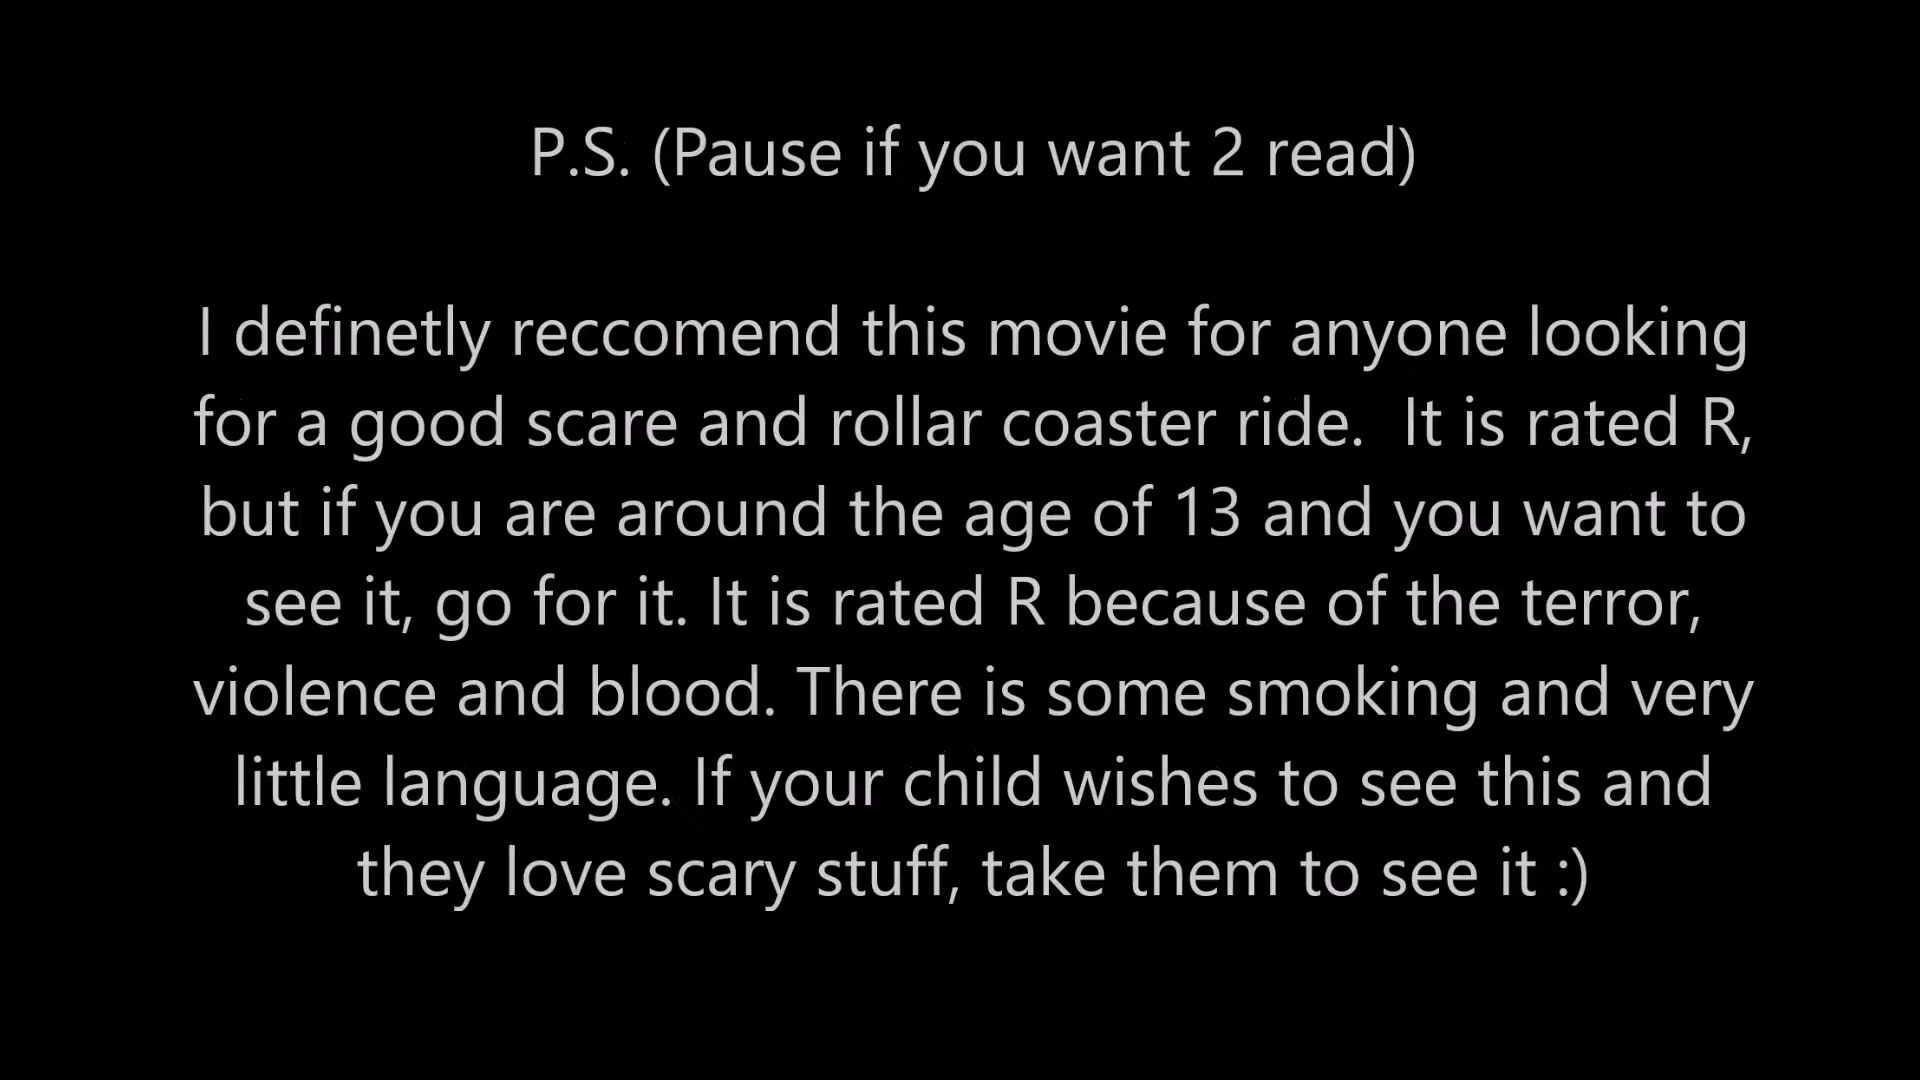 P.S. (Pause if you want 2 read)
I definetly reccomend this movie for anyone looking
for a good scare and rollar coaster ride.  It is rated R,
but if you are around the age of 13 and you want to
see it, go for it. It is rated R because of the terror,
violence and blood. There is some smoking and very
little language. If your child wishes to see this and
they love scary stuff, take them to see it :)